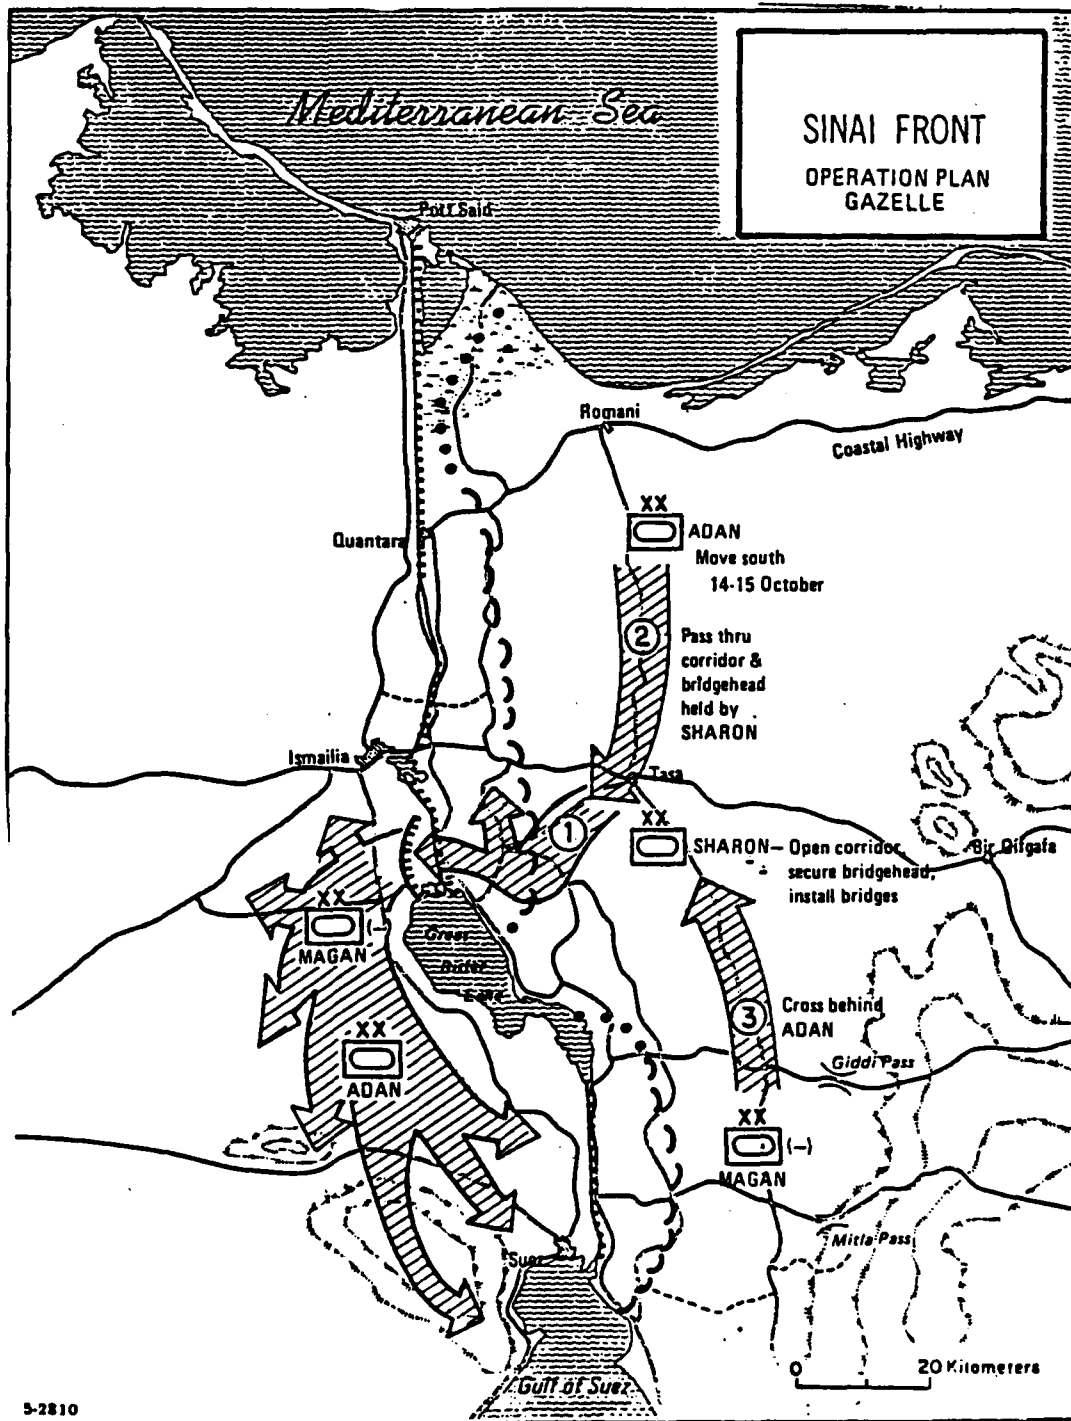 Mediterranean Sea
SINAI FRONT
OPERATION PLAN
GAZELLE
Port Said
Romani
Coastal Highway
XX
ADAN
Move south
14-15 October
Quantara
2
Pass thru
corridor &
bridgehead
held by
SHARON
Ismailia
Tasa
1
XX
SHARON – Open corridor,
secure bridgehead,
install bridges
Bir Gifgafa
XX
(–)
MAGAN
Great
Bitter
Lake
3
Cross behind
ADAN
XX
ADAN
Giddi Pass
XX
(–)
MAGAN
Mitla Pass
Suez
0 20 Kilometers
Gulf of Suez
5-2810